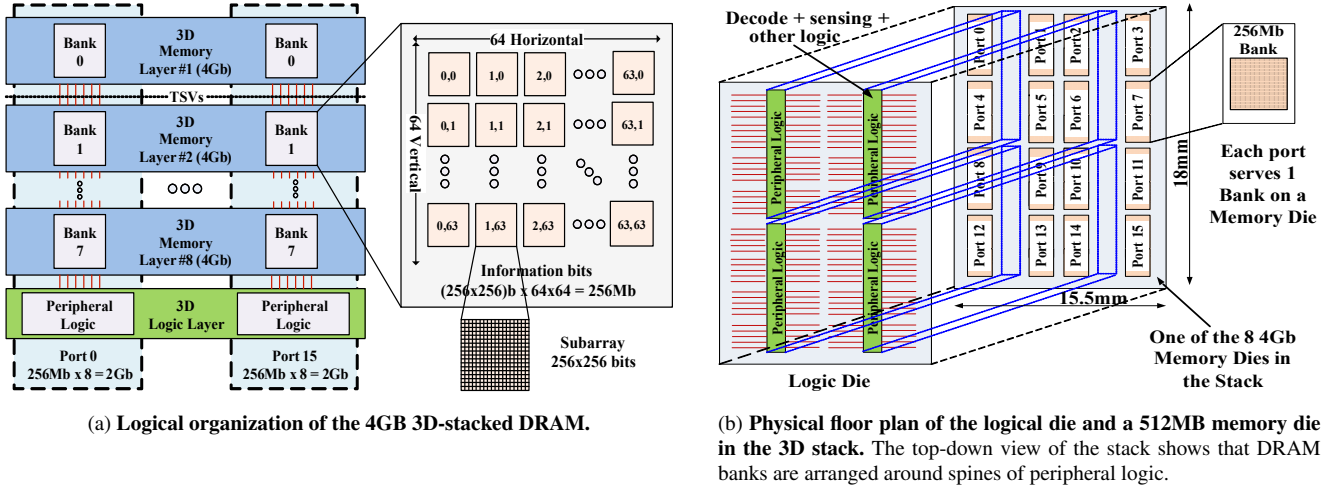 Bank
0
3D
Memory
Layer #1 (4Gb)
Bank
0
TSVs
Bank
1
3D
Memory
Layer #2 (4Gb)
Bank
1
Bank
7
3D
Memory
Layer #8 (4Gb)
Bank
7
Peripheral
Logic
3D
Logic Layer
Peripheral
Logic
Port 0
256Mb x 8 = 2Gb
Port 15
256Mb x 8 = 2Gb
64 Horizontal
64 Vertical
0,0 1,0 2,0 63,0
0,1 1,1 2,1 63,1
0,63 1,63 2,63 63,63
Information bits
(256x256)b x 64x64 = 256Mb
Subarray
256x256 bits
(a) Logical organization of the 4GB 3D-stacked DRAM.
Decode + sensing +
other logic
Peripheral Logic
Peripheral Logic
Peripheral Logic
Peripheral Logic
Logic Die
Port 0 Port 1 Port 2 Port 3
Port 4 Port 5 Port 6 Port 7
Port 8 Port 9 Port 10 Port 11
Port 12 Port 13 Port 14 Port 15
18mm
15.5mm
256Mb
Bank
Each port
serves 1
Bank on a
Memory Die
One of the 8 4Gb
Memory Dies in
the Stack
(b) Physical floor plan of the logical die and a 512MB memory die
in the 3D stack. The top-down view of the stack shows that DRAM
banks are arranged around spines of peripheral logic.